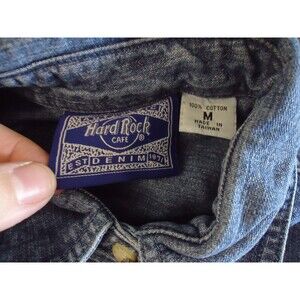 Hard Rock
CAFE ®
EST DENIM 1971
100% COTTON
M
MADE IN
TAIWAN